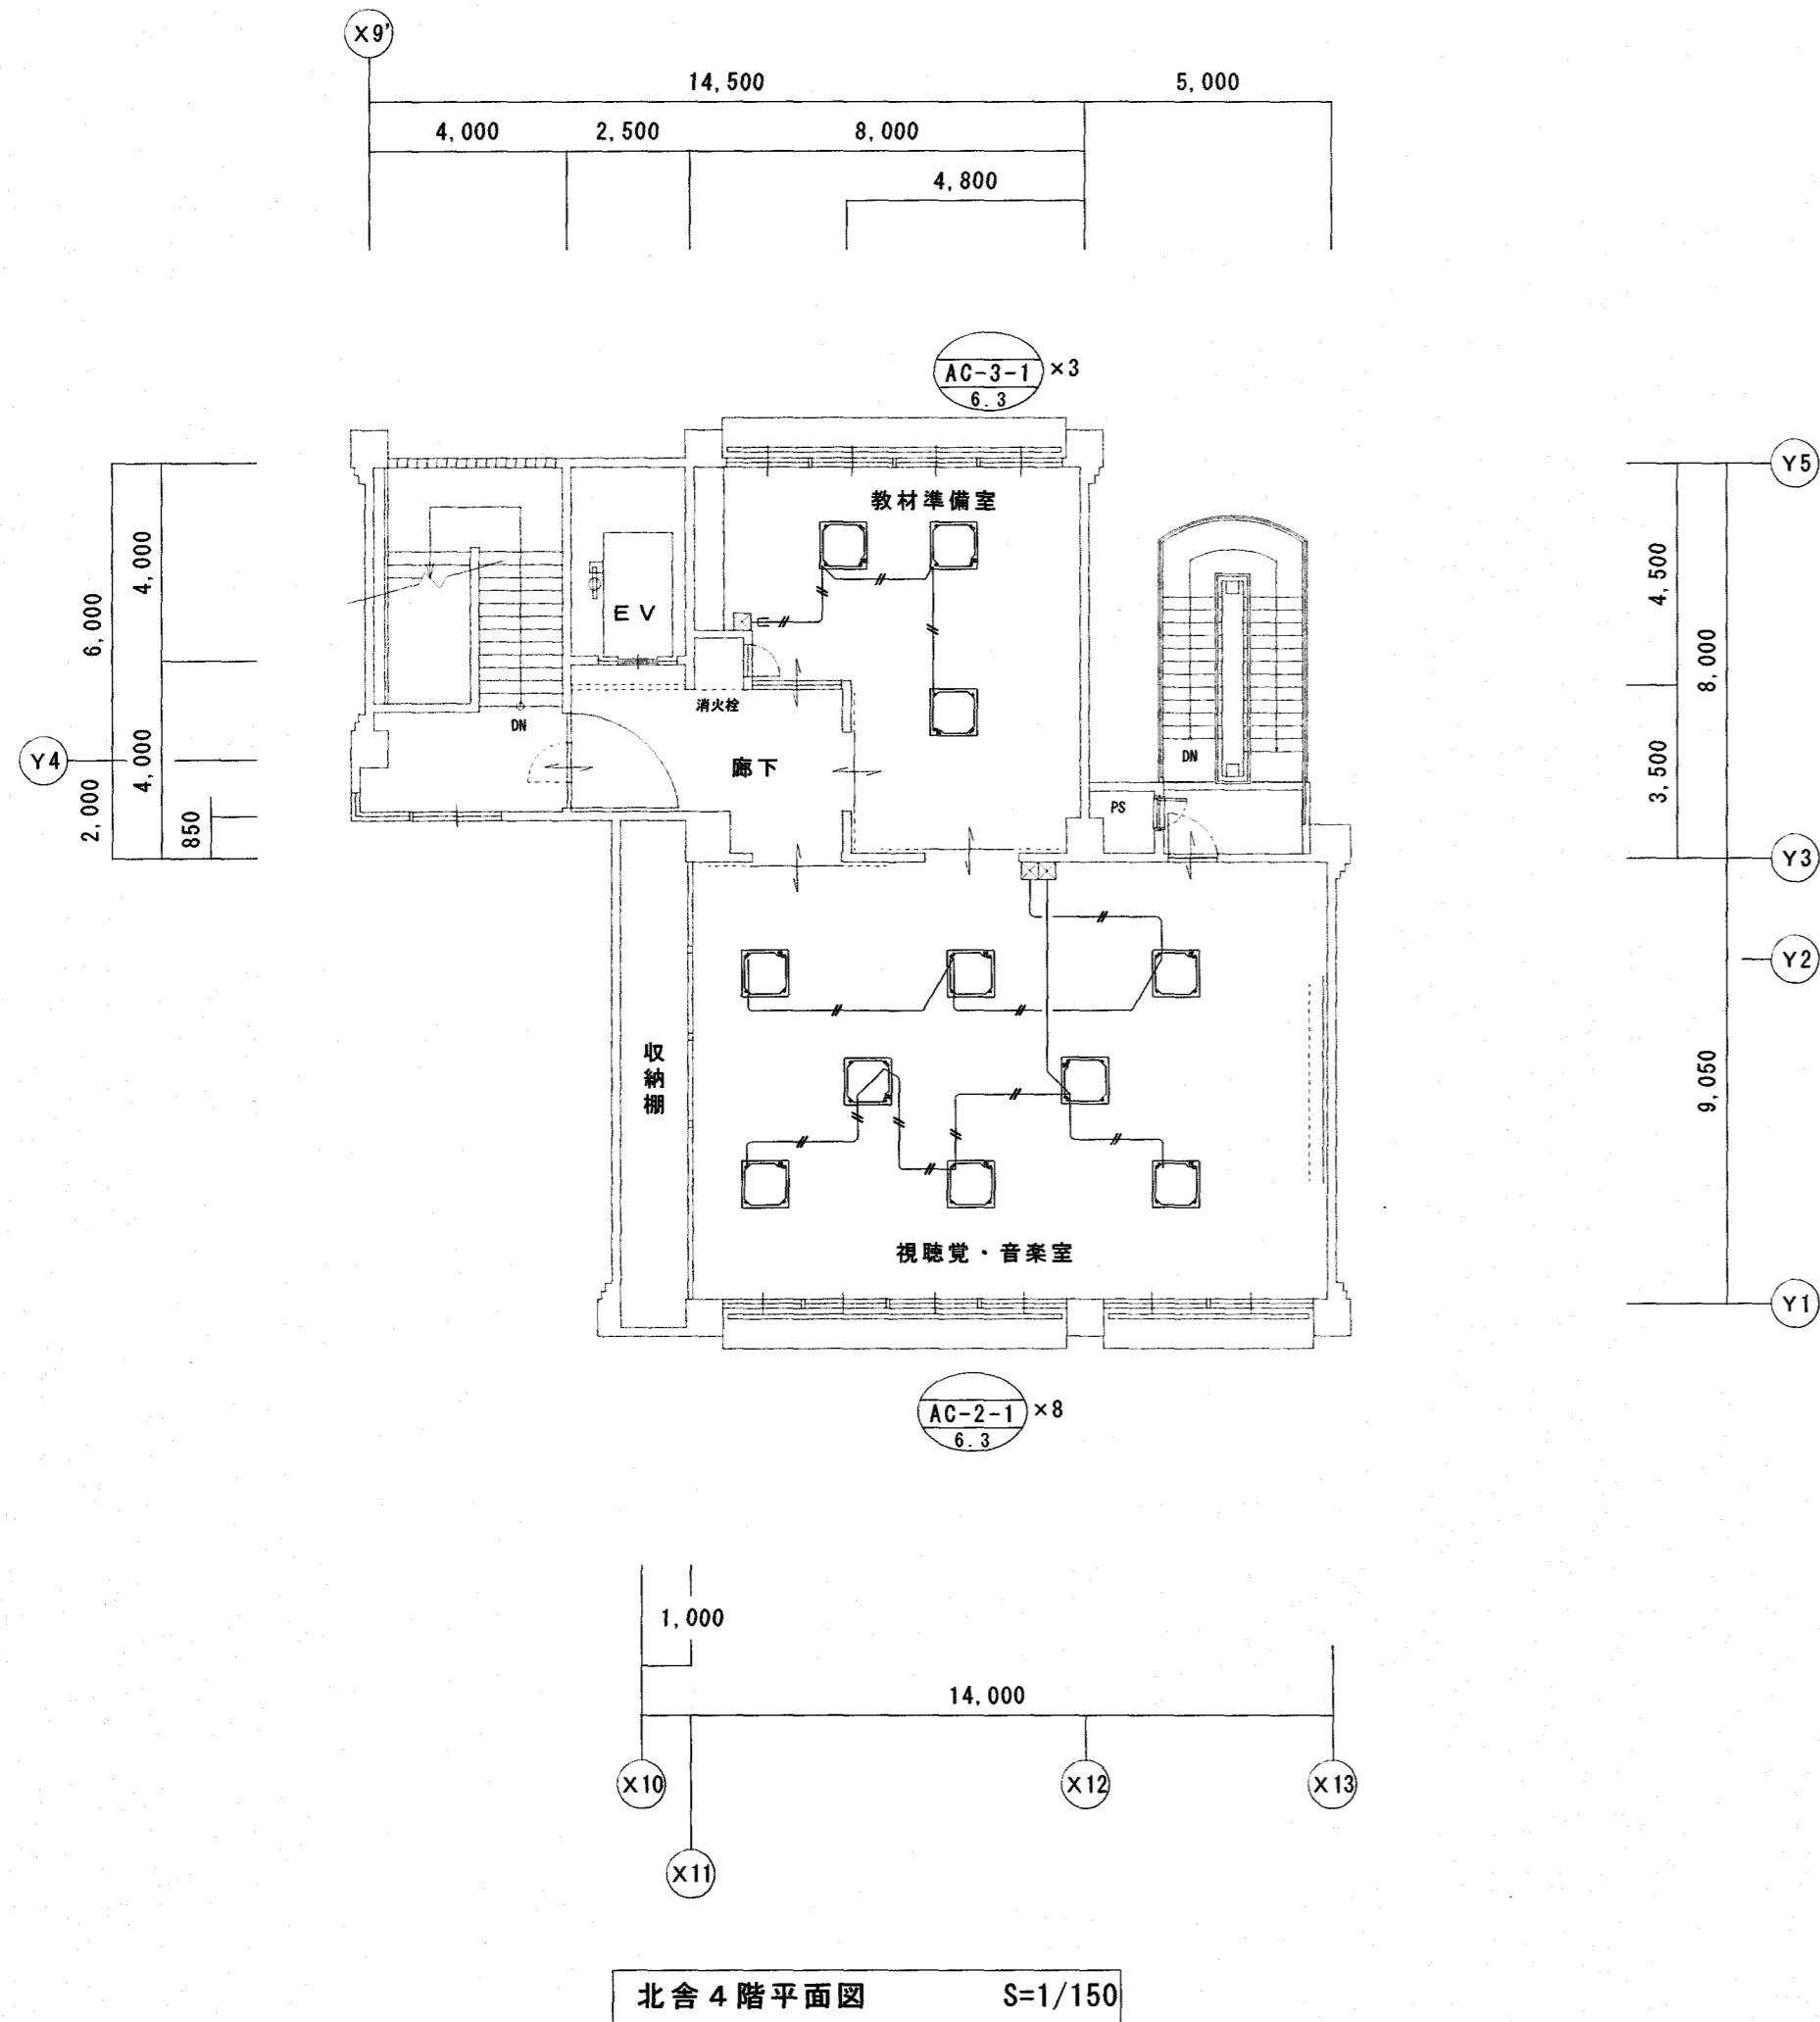 X9'
14,500
5,000
4,000
2,500
8,000
4,800
AC-3-1
×3
6.3
Y5
教材準備室
4,000
6,000
4,500
8,000
EV
消火栓
DN
廊下
DN
Y4
4,000
2,000
850
3,500
PS
Y3
Y2
収納棚
9,050
視聴覚・音楽室
Y1
AC-2-1
×8
6.3
1,000
14,000
X10
X12
X13
X11
北舎4階平面図
S=1/150